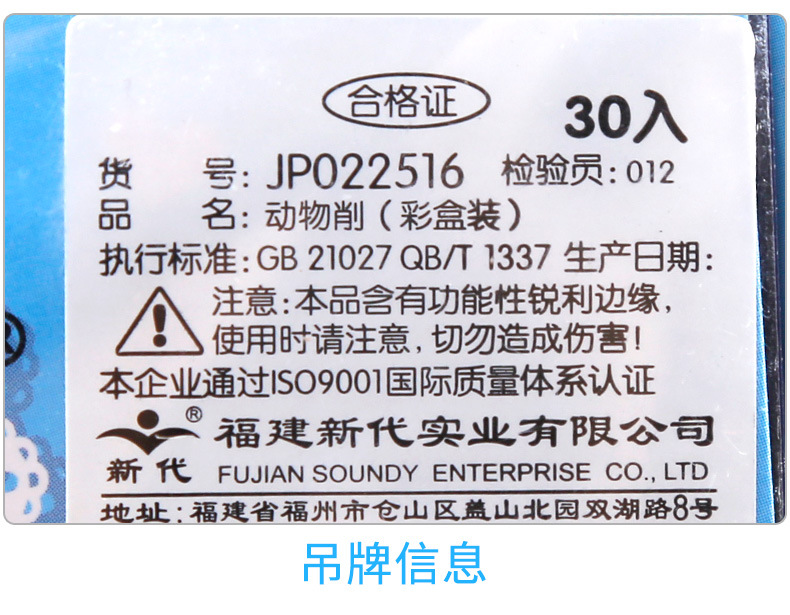 合格证
30入
货 号: JP022516 检验员: 012
品 名: 动物削（彩盒装）
执行标准: GB 21027 QB/T 1337 生产日期:
注意:本品含有功能性锐利边缘,
使用时请注意,切勿造成伤害!
本企业通过ISO9001国际质量体系认证
® 福建新代实业有限公司
新代 FUJIAN SOUNDY ENTERPRISE CO., LTD
地址:福建省福州市仓山区盖山北园双湖路8号
®
吊牌信息